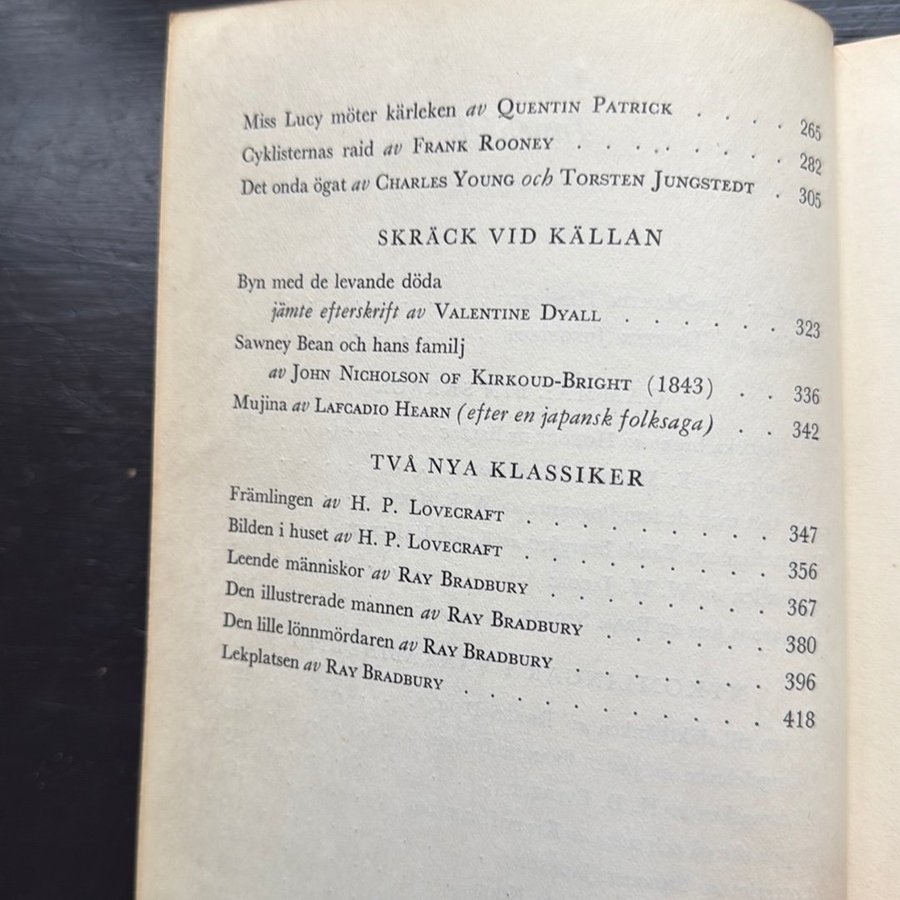 Miss Lucy möter kärleken av QUENTIN PATRICK . . . . 265
Cyklisternas raid av FRANK ROONEY . . . . . . . . 282
Det onda ögat av CHARLES YOUNG och TORSTEN JUNGSTEDT . 305
SKRÄCK VID KÄLLAN
Byn med de levande döda
jämte efterskrift av VALENTINE DYALL . . . . . . 323
Sawney Bean och hans familj
av JOHN NICHOLSON OF KIRKOUD-BRIGHT (1843) . . 336
Mujina av LAFCADIO HEARN (efter en japansk folksaga) . . 342
TVÅ NYA KLASSIKER
Främlingen av H. P. LOVECRAFT . . . . . . . . . 347
Bilden i huset av H. P. LOVECRAFT . . . . . . . . . 356
Leende människor av RAY BRADBURY . . . . . . . . 367
Den illustrerade mannen av RAY BRADBURY . . . . . . 380
Den lille lönnmördaren av RAY BRADBURY . . . . . . . 396
Lekplatsen av RAY BRADBURY . . . . . . . . . . . 418